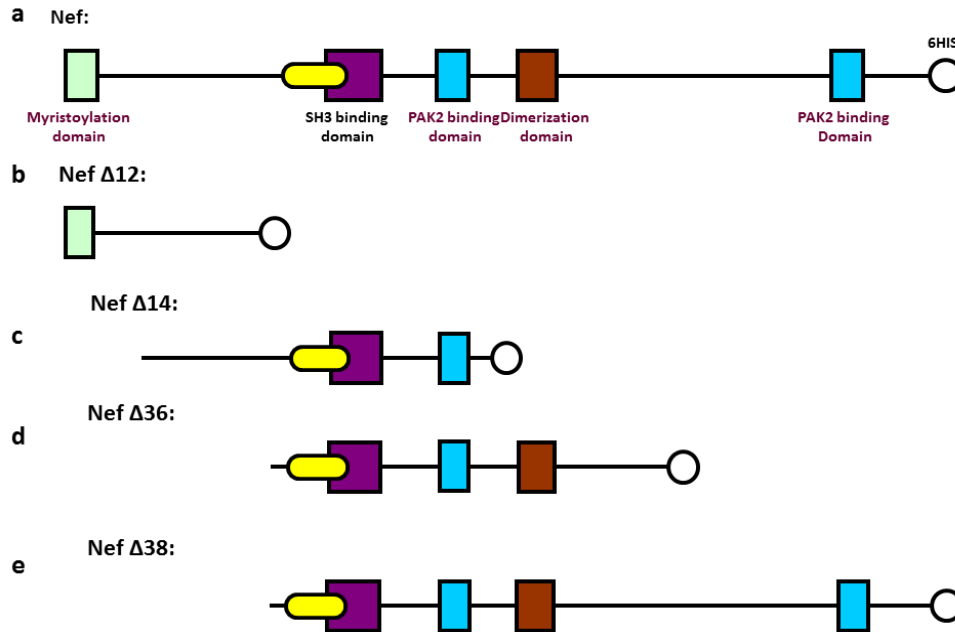 a Nef:
6HIS
Myristoylation domain
SH3 binding domain
PAK2 binding domain
Dimerization domain
PAK2 binding Domain
b Nef Δ12:
Nef Δ14:
c
Nef Δ36:
d
Nef Δ38:
e